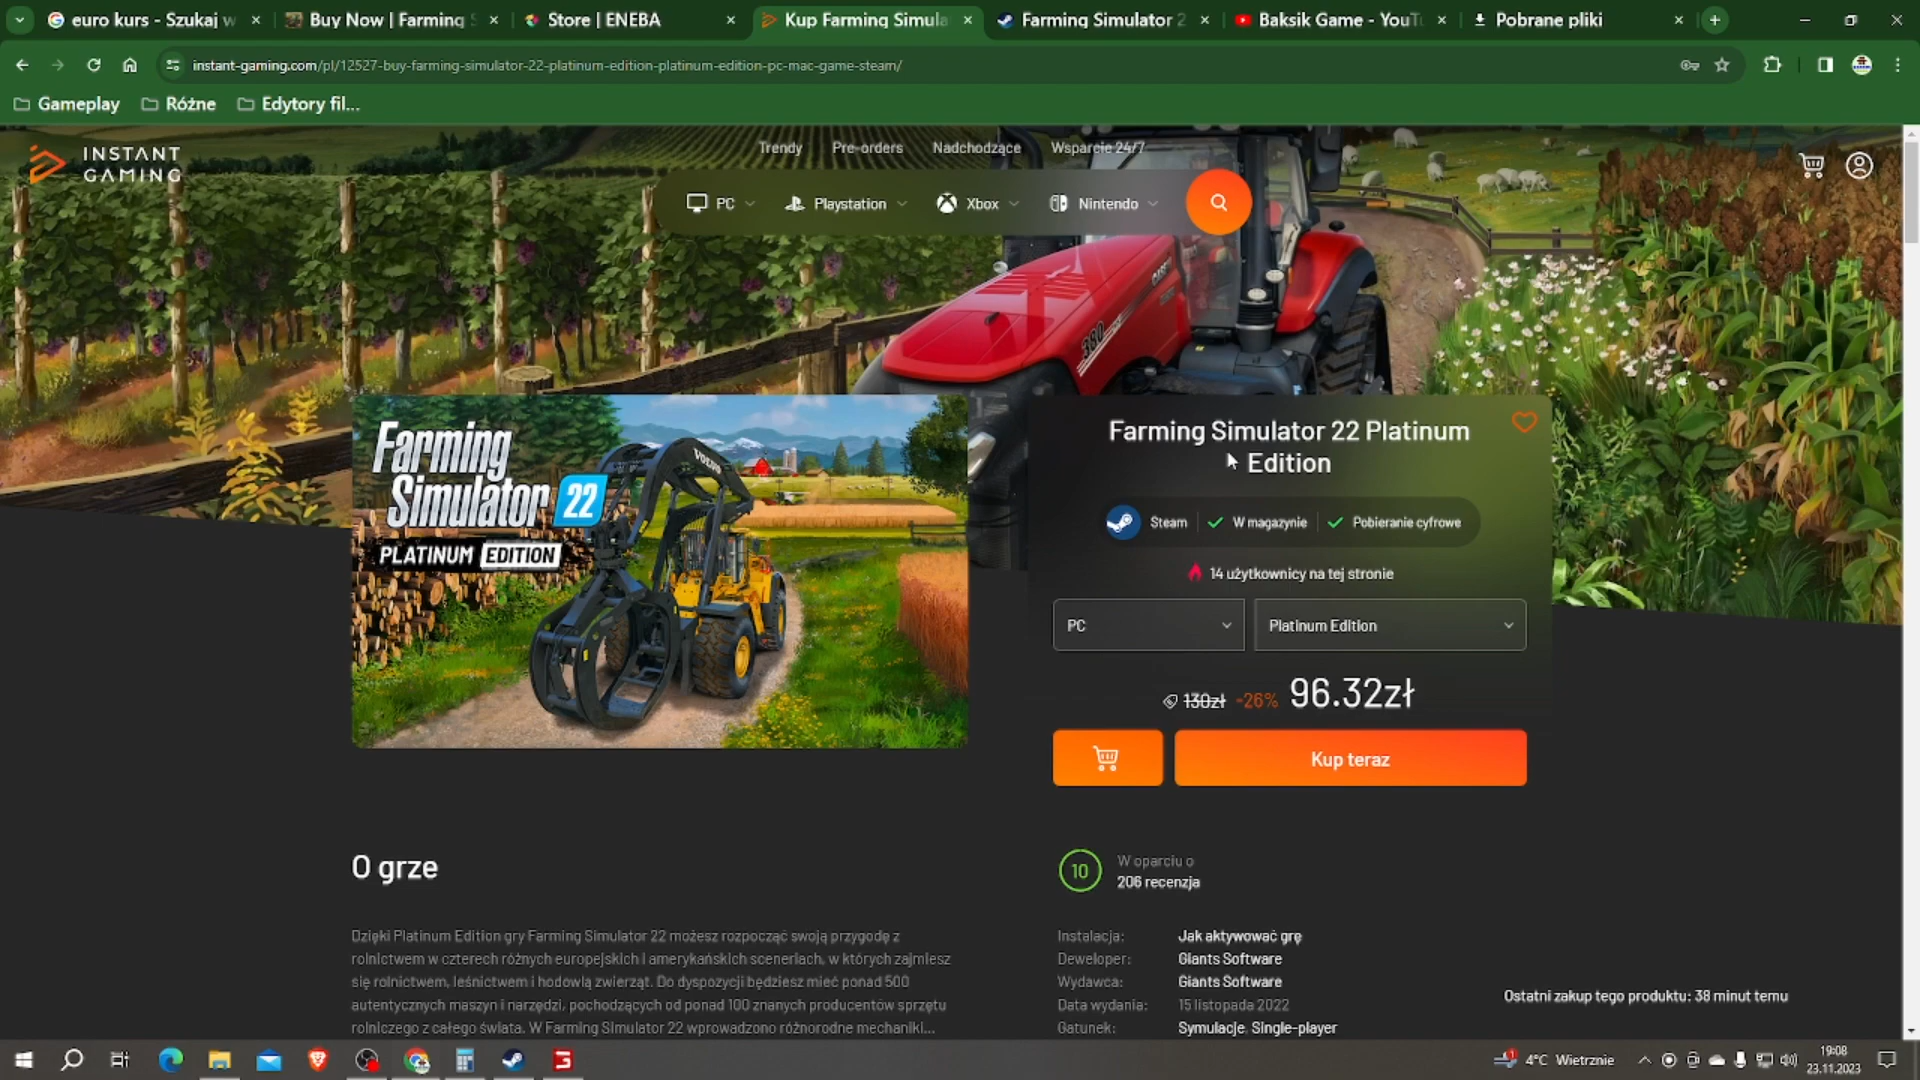 euro kurs - Szukaj w
Buy Now | Farming S
Store | ENEBA
Kup Farming Simula
Farming Simulator 2
Baksik Game - YouTu
Pobrane pliki
instant-gaming.com/pl/12527-buy-farming-simulator-22-platinum-edition-platinum-edition-pc-mac-game-steam/
Gameplay
Różne
Edytory fil...
INSTANT
GAMING
Trendy
Pre-orders
Nadchodzące
Wsparcie 24/7
PC
Playstation
Xbox
Nintendo
CASE
380
Farming
Simulator 22
PLATINUM EDITION
VOLVO
Farming Simulator 22 Platinum
Edition
Steam
W magazynie
Pobieranie cyfrowe
14 użytkownicy na tej stronie
PC
Platinum Edition
130zł
-26%
96.32zł
Kup teraz
O grze
10
W oparciu o
206 recenzja
Dzięki Platinum Edition gry Farming Simulator 22 możesz rozpocząć swoją przygodę z
rolnictwem w czterech różnych europejskich i amerykańskich sceneriach, w których zajmiesz
się rolnictwem, leśnictwem i hodowlą zwierząt. Do dyspozycji będziesz mieć ponad 500
autentycznych maszyn i narzędzi, pochodzących od ponad 100 znanych producentów sprzętu
rolniczego z całego świata. W Farming Simulator 22 wprowadzono różnorodne mechaniki...
Instalacja:
Jak aktywować grę
Deweloper:
Giants Software
Wydawca:
Giants Software
Data wydania:
15 listopada 2022
Gatunek:
Symulacje, Single-player
Ostatni zakup tego produktu: 38 minut temu
4°C Wietrznie
19:08
23.11.2023